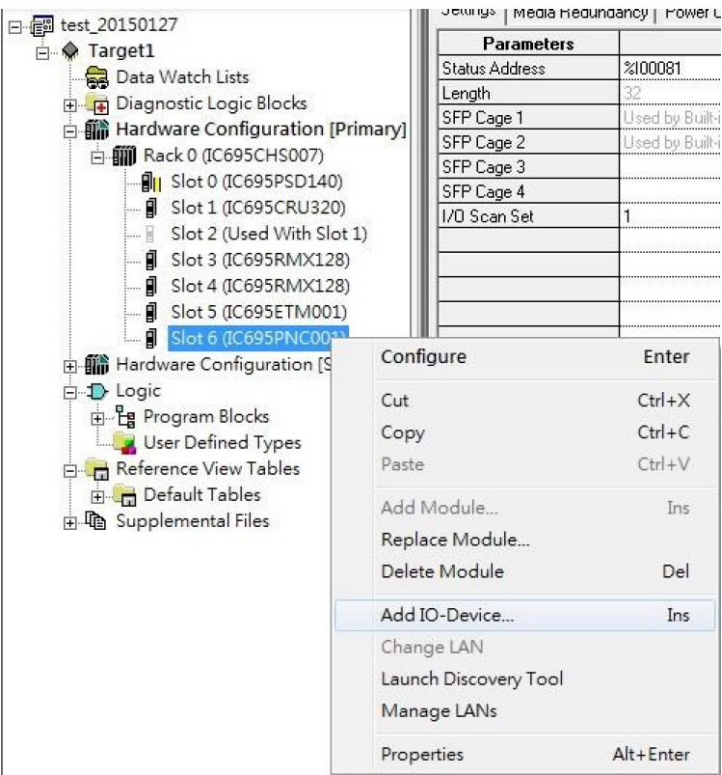 test_20150127
Target1
Data Watch Lists
Diagnostic Logic Blocks
Hardware Configuration [Primary]
Rack 0 (IC695CHS007)
Slot 0 (IC695PSD140)
Slot 1 (IC695CRU320)
Slot 2 (Used With Slot 1)
Slot 3 (IC695RMX128)
Slot 4 (IC695RMX128)
Slot 5 (IC695ETM001)
Slot 6 (IC695PNC001)
Hardware Configuration [S
Logic
Program Blocks
User Defined Types
Reference View Tables
Default Tables
Supplemental Files
Settings Media Redundancy Power
Parameters
Status Address %I00081
Length 32
SFP Cage 1 Used by Built-i
SFP Cage 2 Used by Built-i
SFP Cage 3
SFP Cage 4
I/O Scan Set 1
Configure Enter
Cut Ctrl+X
Copy Ctrl+C
Paste Ctrl+V
Add Module... Ins
Replace Module...
Delete Module Del
Add IO-Device... Ins
Change LAN
Launch Discovery Tool
Manage LANs
Properties Alt+Enter